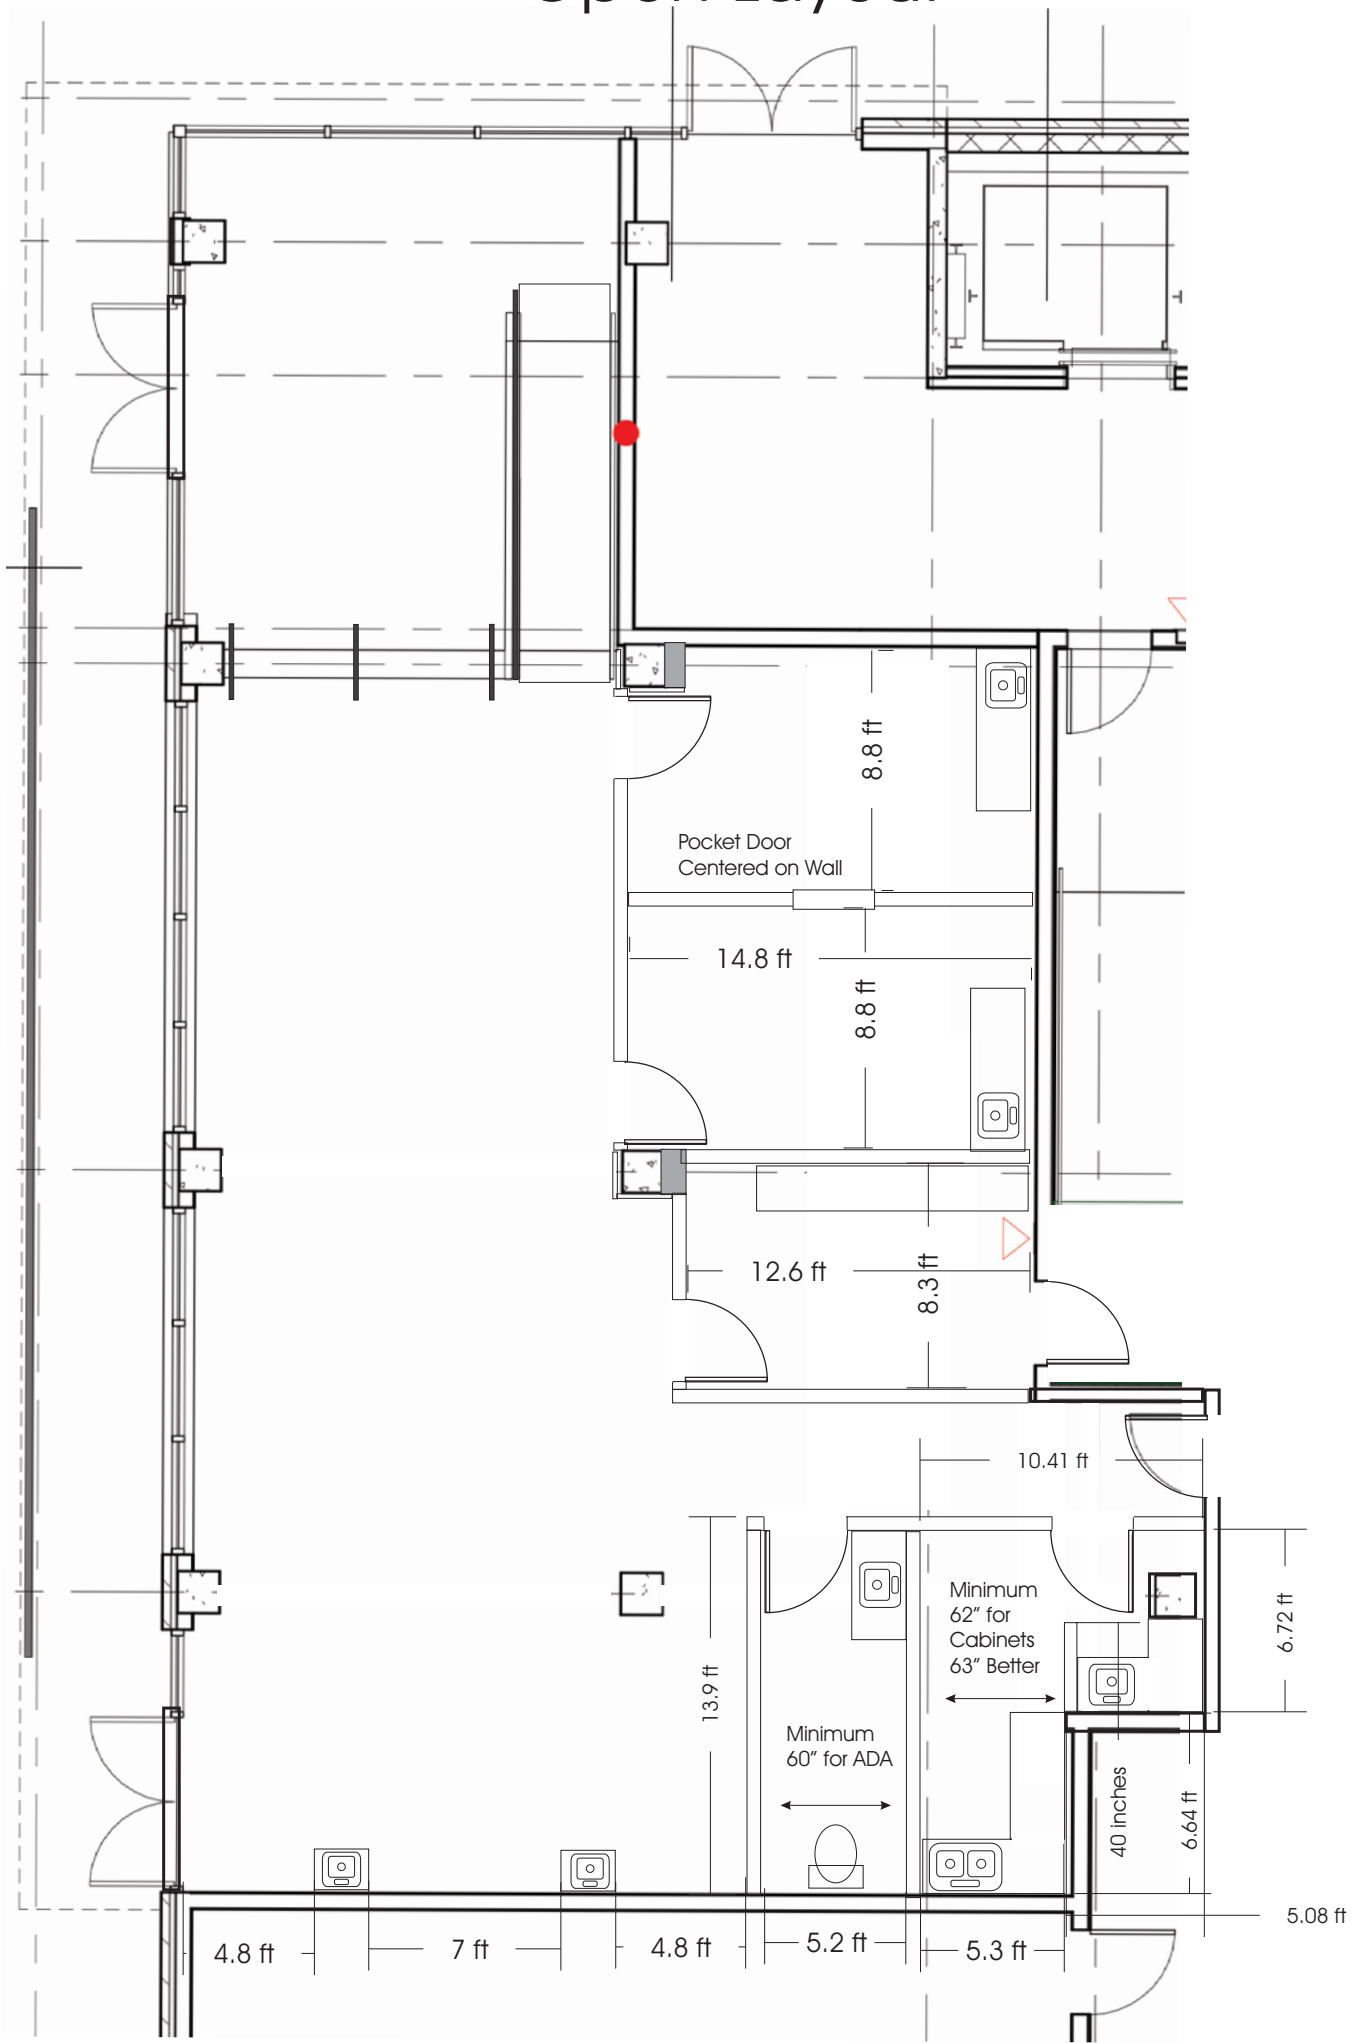 Open Layout
8.8 ft
Pocket Door
Centered on Wall
14.8 ft
8.8 ft
12.6 ft
8.3 ft
10.41 ft
Minimum
62" for
Cabinets
63" Better
6.72 ft
13.9 ft
Minimum
60" for ADA
40 inches
6.64 ft
5.08 ft
4.8 ft
7 ft
4.8 ft
5.2 ft
5.3 ft